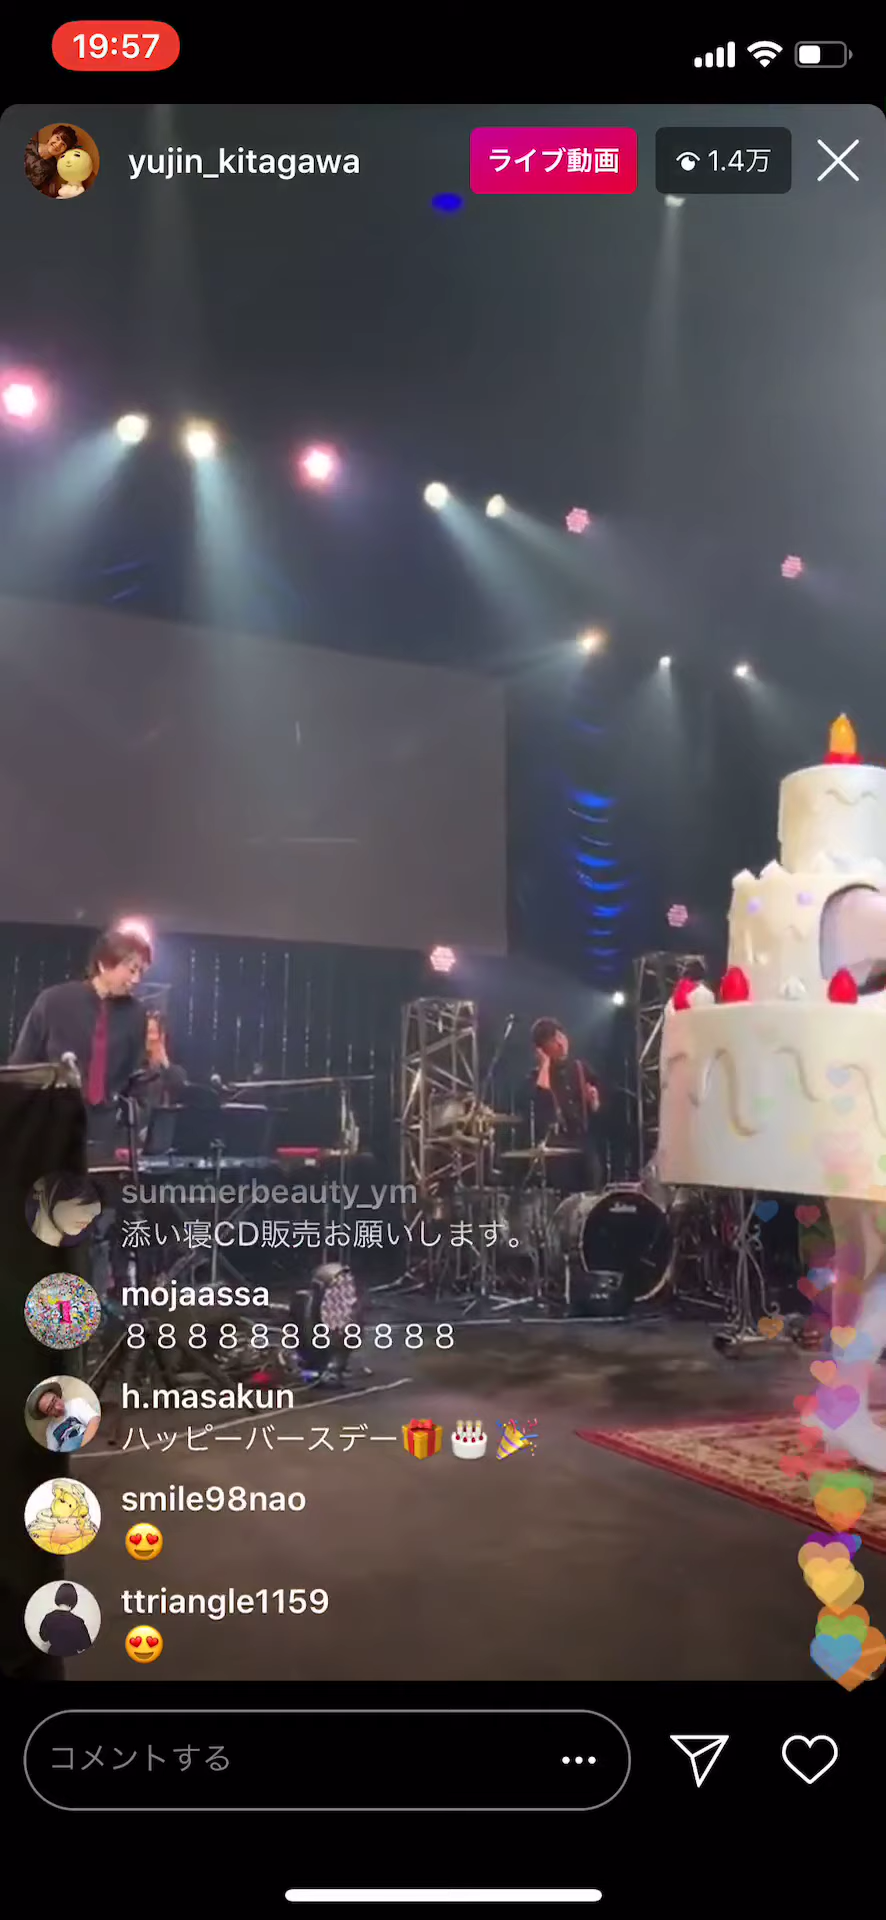 19:57
yujin_kitagawa
ライブ動画
1.4万
summerbeauty_ym
添い寝CD販売お願いします。
mojaassa
８８８８８８８８８８８
h.masakun
ハッピーバースデー🎁🎂🎉
smile98nao
😍
ttriangle1159
😍
コメントする